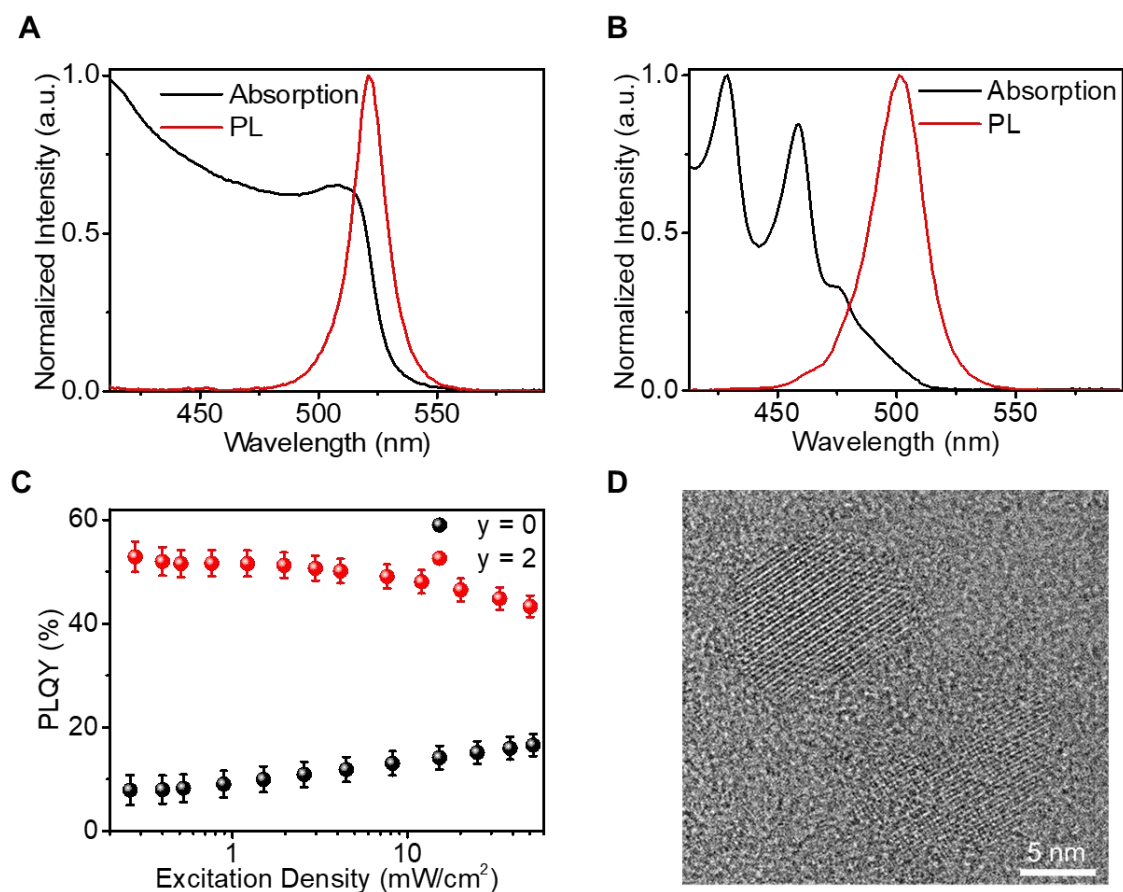 A
Normalized Intensity (a.u.)
1.0
0.5
0.0
Absorption
PL
450
500
550
Wavelength (nm)
B
Normalized Intensity (a.u.)
1.0
0.5
0.0
Absorption
PL
450
500
550
Wavelength (nm)
C
PLQY (%)
60
40
20
0
y = 0
y = 2
1
10
Excitation Density (mW/cm²)
D
5 nm